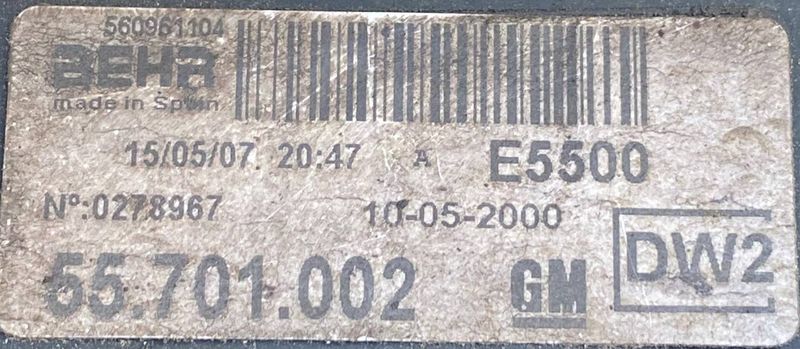 560961104
BEHR
made in Spain
15/05/07 20:47 A E5500
Nº:0278967 10-05-2000
55.701.002 GM DW2